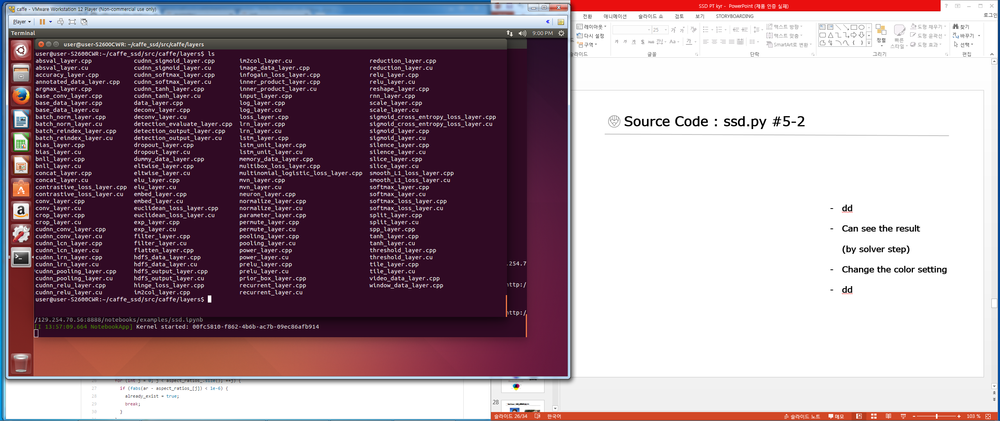 caffe - VMware Workstation 12 Player (Non-commercial use only)
Player
Terminal
9:00 PM
user@user-S2600CWR: ~/caffe_ssd/src/caffe/layers
user@user-S2600CWR:~/caffe_ssd/src/caffe/layers$ ls
absval_layer.cpp cudnn_sigmoid_layer.cpp im2col_layer.cu reduction_layer.cpp
absval_layer.cu cudnn_sigmoid_layer.cu image_data_layer.cpp reduction_layer.cu
accuracy_layer.cpp cudnn_softmax_layer.cpp infogain_loss_layer.cpp relu_layer.cpp
annotated_data_layer.cpp cudnn_softmax_layer.cu inner_product_layer.cpp relu_layer.cu
argmax_layer.cpp cudnn_tanh_layer.cpp inner_product_layer.cu reshape_layer.cpp
base_conv_layer.cpp cudnn_tanh_layer.cu input_layer.cpp rnn_layer.cpp
base_data_layer.cpp data_layer.cpp log_layer.cpp scale_layer.cpp
base_data_layer.cu deconv_layer.cpp log_layer.cu scale_layer.cu
batch_norm_layer.cpp deconv_layer.cu loss_layer.cpp sigmoid_cross_entropy_loss_layer.cpp
batch_norm_layer.cu detection_evaluate_layer.cpp lrn_layer.cpp sigmoid_cross_entropy_loss_layer.cu
batch_reindex_layer.cpp detection_output_layer.cpp lrn_layer.cu sigmoid_layer.cpp
batch_reindex_layer.cu detection_output_layer.cu lstm_layer.cpp sigmoid_layer.cu
bias_layer.cpp dropout_layer.cpp lstm_unit_layer.cpp silence_layer.cpp
bias_layer.cu dropout_layer.cu lstm_unit_layer.cu silence_layer.cu
bnll_layer.cpp dummy_data_layer.cpp memory_data_layer.cpp slice_layer.cpp
bnll_layer.cu eltwise_layer.cpp multibox_loss_layer.cpp slice_layer.cu
concat_layer.cpp eltwise_layer.cu multinomial_logistic_loss_layer.cpp smooth_L1_loss_layer.cpp
concat_layer.cu elu_layer.cpp mvn_layer.cpp smooth_L1_loss_layer.cu
contrastive_loss_layer.cpp elu_layer.cu mvn_layer.cu softmax_layer.cpp
contrastive_loss_layer.cu embed_layer.cpp neuron_layer.cpp softmax_layer.cu
conv_layer.cpp embed_layer.cu normalize_layer.cpp softmax_loss_layer.cpp
conv_layer.cu euclidean_loss_layer.cpp normalize_layer.cu softmax_loss_layer.cu
crop_layer.cpp euclidean_loss_layer.cu parameter_layer.cpp split_layer.cpp
crop_layer.cu exp_layer.cpp permute_layer.cpp split_layer.cu
cudnn_conv_layer.cpp exp_layer.cu permute_layer.cu spp_layer.cpp
cudnn_conv_layer.cu filter_layer.cpp pooling_layer.cpp tanh_layer.cpp
cudnn_lcn_layer.cpp filter_layer.cu pooling_layer.cu tanh_layer.cu
cudnn_lcn_layer.cu flatten_layer.cpp power_layer.cpp threshold_layer.cpp
cudnn_lrn_layer.cpp hdf5_data_layer.cpp power_layer.cu threshold_layer.cu
cudnn_lrn_layer.cu hdf5_data_layer.cu prelu_layer.cpp tile_layer.cpp
cudnn_pooling_layer.cpp hdf5_output_layer.cpp prelu_layer.cu tile_layer.cu
cudnn_pooling_layer.cu hdf5_output_layer.cu prior_box_layer.cpp video_data_layer.cpp
cudnn_relu_layer.cpp hinge_loss_layer.cpp recurrent_layer.cpp window_data_layer.cpp
cudnn_relu_layer.cu im2col_layer.cpp recurrent_layer.cu
user@user-S2600CWR:~/caffe_ssd/src/caffe/layers$
.254.7
http:/
http:/
/129.254.70.56:8888/notebooks/examples/ssd.ipynb
[I 13:57:09.664 NotebookApp] Kernel started: 00fc5810-f862-4b6b-ac7b-09ec86afb914
26 for (int j = 0; j < aspect_ratios_.size(); ++j) {
27 if (fabs(ar - aspect_ratios_[j]) < 1e-6) {
28 already_exist = true;
29 break;
30 }
SSD PT kyr - PowerPoint (제품 인증 실패)
전환 애니메이션 슬라이드 쇼 검토 보기 STORYBOARDING
로그인
레이아웃
다시 설정
구역
슬라이드
25
가 가 가 S
Aa
글꼴
텍스트 방향
텍스트 맞춤
SmartArt로 변환
단락
정렬
빠른
스타일
도형 채우기
도형 윤곽선
도형 효과
그리기
찾기
바꾸기
선택
편집
Source Code : ssd.py #5-2
- dd
- Can see the result
(by solver step)
- Change the color setting
- dd
28
슬라이드 26/34 한국어
슬라이드 노트 메모
103 %